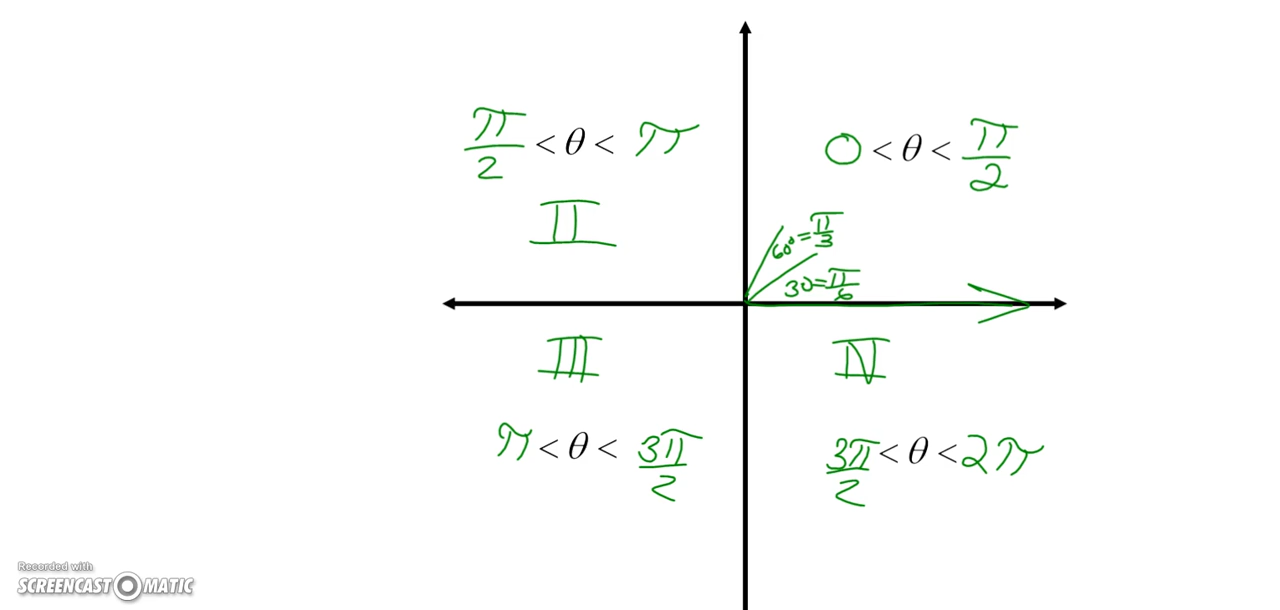 π/2 < θ < π
0 < θ < π/2
II
60° = π/3
30 = π/6
III
IV
π < θ < 3π/2
3π/2 < θ < 2π
Recorded with
SCREENCAST-O-MATIC